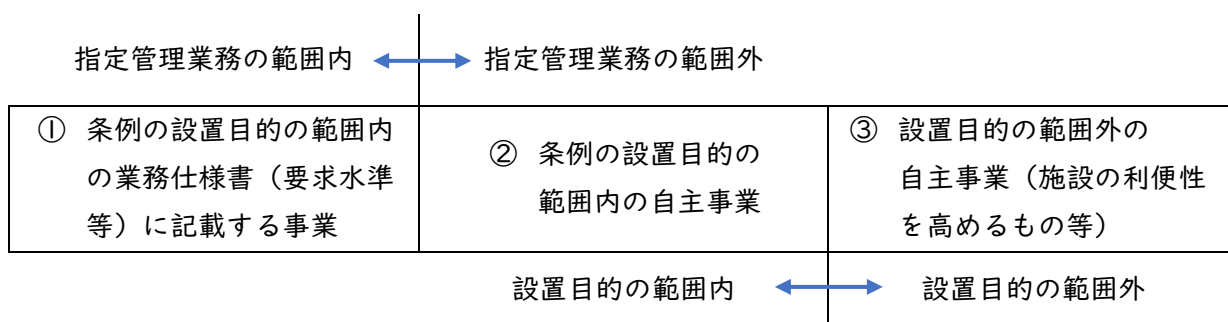 指定管理業務の範囲内
指定管理業務の範囲外
① 条例の設置目的の範囲内
の業務仕様書（要求水準
等）に記載する事業
② 条例の設置目的の
範囲内の自主事業
③ 設置目的の範囲外の
自主事業（施設の利便性
を高めるもの等）
設置目的の範囲内
設置目的の範囲外